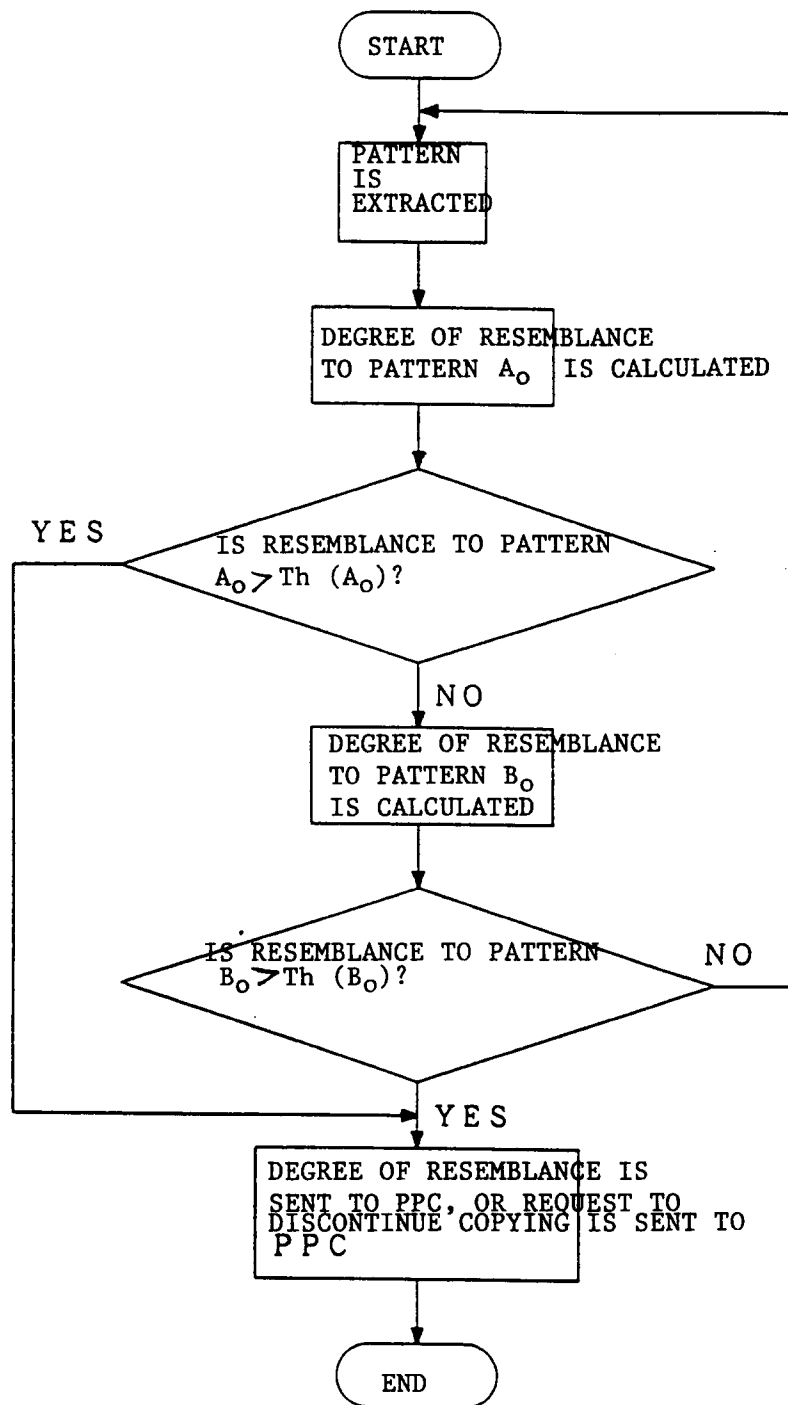 START
PATTERN
IS
EXTRACTED
DEGREE OF RESEMBLANCE
TO PATTERN A₀ IS CALCULATED
YES
IS RESEMBLANCE TO PATTERN
A₀>Th (A₀)?
NO
DEGREE OF RESEMBLANCE
TO PATTERN B₀
IS CALCULATED
IS RESEMBLANCE TO PATTERN
B₀>Th (B₀)?
NO
YES
DEGREE OF RESEMBLANCE IS
SENT TO PPC, OR REQUEST TO
DISCONTINUE COPYING IS SENT TO
PPC
END